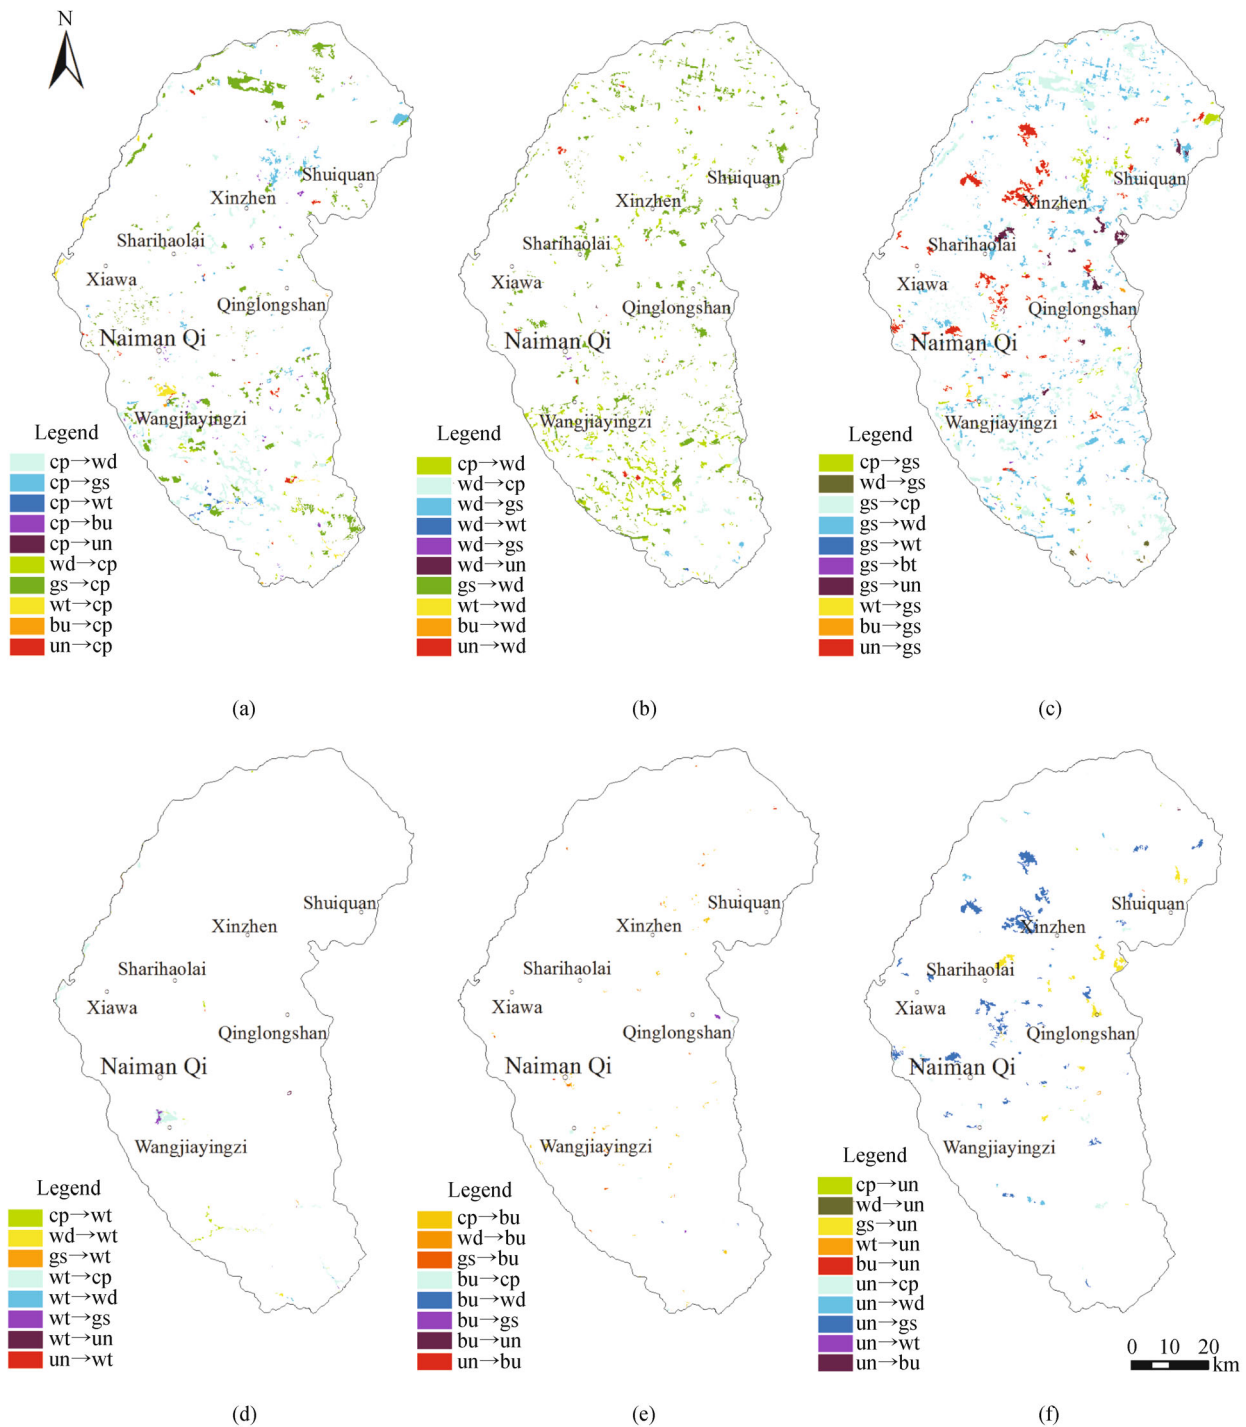 N
Shuiquan
Xinzhen
Sharihaolai
Xiawa
Qinglongshan
Naiman Qi
Wangjiayingzi
Legend
cp→wd
cp→gs
cp→wt
cp→bu
cp→un
wd→cp
gs→cp
wt→cp
bu→cp
un→cp
(a)
Shuiquan
Xinzhen
Sharihaolai
Xiawa
Qinglongshan
Naiman Qi
Wangjiayingzi
Legend
cp→wd
wd→cp
wd→gs
wd→wt
wd→gs
wd→un
gs→wd
wt→wd
bu→wd
un→wd
(b)
Shuiquan
Xinzhen
Sharihaolai
Xiawa
Qinglongshan
Naiman Qi
Wangjiayingzi
Legend
cp→gs
wd→gs
gs→cp
gs→wd
gs→wt
gs→bt
gs→un
wt→gs
bu→gs
un→gs
(c)
Shuiquan
Xinzhen
Sharihaolai
Xiawa
Qinglongshan
Naiman Qi
Wangjiayingzi
Legend
cp→wt
wd→wt
gs→wt
wt→cp
wt→wd
wt→gs
wt→un
un→wt
(d)
Shuiquan
Xinzhen
Sharihaolai
Xiawa
Qinglongshan
Naiman Qi
Wangjiayingzi
Legend
cp→bu
wd→bu
gs→bu
bu→cp
bu→wd
bu→gs
bu→un
un→bu
(e)
Shuiquan
Xinzhen
Sharihaolai
Xiawa
Qinglongshan
Naiman Qi
Wangjiayingzi
Legend
cp→un
wd→un
gs→un
wt→un
bu→un
un→cp
un→wd
un→gs
un→wt
un→bu
0 10 20
km
(f)